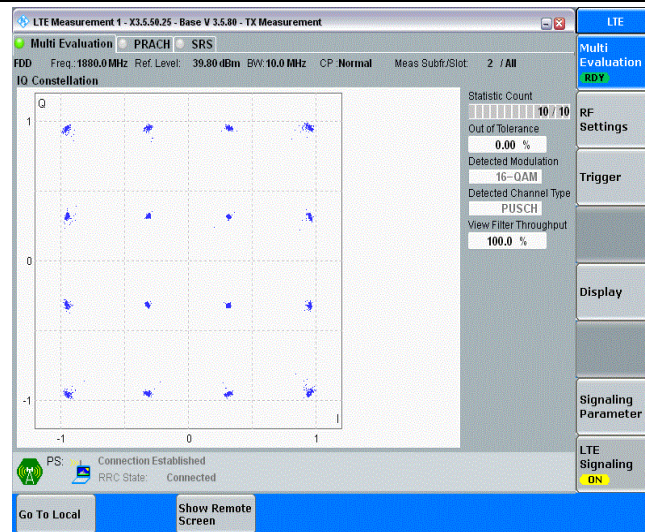 LTE Measurement 1 - X3.5.50.25 - Base V 3.5.80 - TX Measurement
LTE
Multi Evaluation PRACH SRS
FDD Freq.: 1880.0 MHz Ref. Level: 39.80 dBm BW: 10.0 MHz CP :Normal Meas Subfr/Slot: 2 / All
IQ Constellation
Q
1
0
-1
I
-1 0 1
Statistic Count
10 / 10
Out of Tolerance
0.00 %
Detected Modulation
16-QAM
Detected Channel Type
PUSCH
View Filter Throughput
100.0 %
Multi
Evaluation
RDY
RF
Settings
Trigger
Display
Signaling
Parameter
LTE
Signaling
ON
PS: Connection Established
RRC State: Connected
Go To Local
Show Remote
Screen